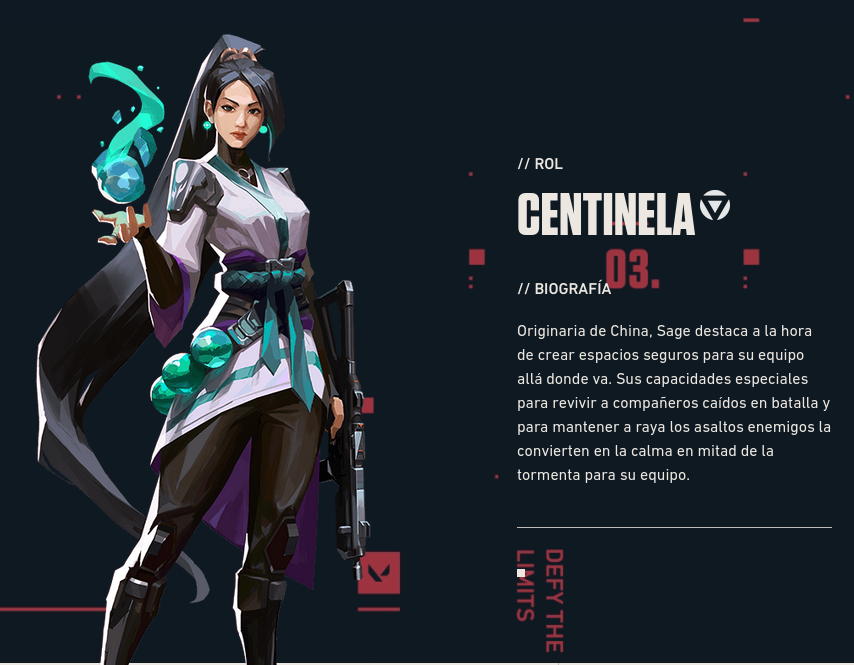 // ROL
CENTINELA
03.
// BIOGRAFÍA
Originaria de China, Sage destaca a la hora
de crear espacios seguros para su equipo
allá donde va. Sus capacidades especiales
para revivir a compañeros caídos en batalla y
para mantener a raya los asaltos enemigos la
convierten en la calma en mitad de la
tormenta para su equipo.
DEFY THE
LIMITS